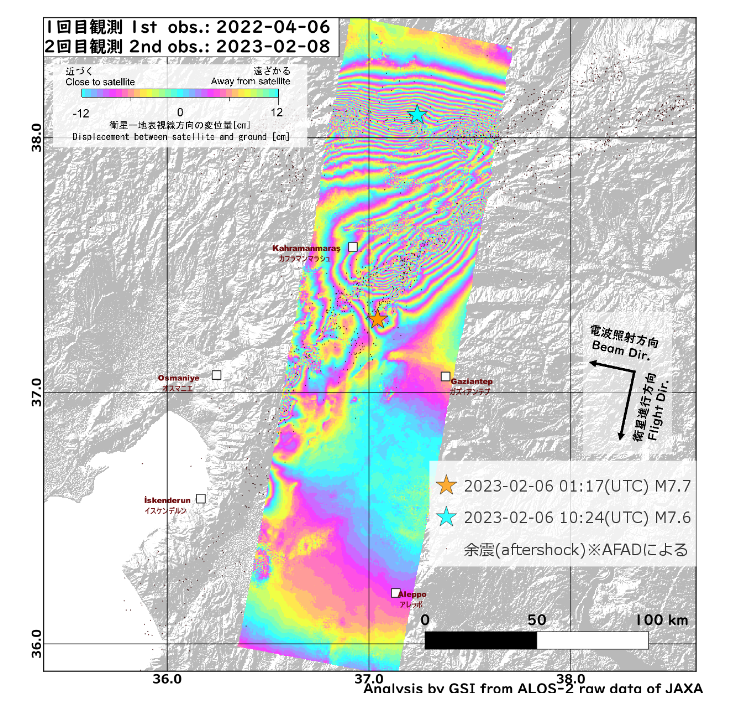 1回目観測 1st obs.: 2022-04-06
2回目観測 2nd obs.: 2023-02-08
近づく 遠ざかる
Close to satellite Away from satellite
-12 0 12
衛星－地表視線方向の変位量[cm]
Displacement between satellite and ground [cm]
38.0
Kahramanmaraş
カフラマンマラシュ
電波照射方向
Beam Dir.
衛星進行方向
Flight Dir.
37.0
Osmaniye
オスマニエ
Gaziantep
ガズィアンテプ
★ 2023-02-06 01:17(UTC) M7.7
★ 2023-02-06 10:24(UTC) M7.6
余震(aftershock)※AFADによる
İskenderun
イスケンデルン
Aleppo
アレッポ
0 50 100 km
36.0
36.0 37.0 38.0
Analysis by GSI from ALOS-2 raw data of JAXA